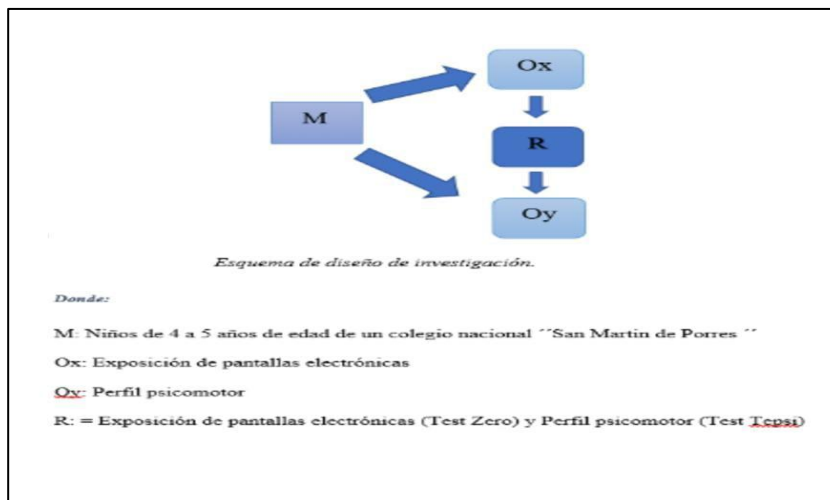 Ox
M
R
Oy
Esquema de diseño de investigación.
Donde:
M: Niños de 4 a 5 años de edad de un colegio nacional ´´San Martin de Porres ´´
Ox: Exposición de pantallas electrónicas
Oy: Perfil psicomotor
R: = Exposición de pantallas electrónicas (Test Zero) y Perfil psicomotor (Test Tepsi)